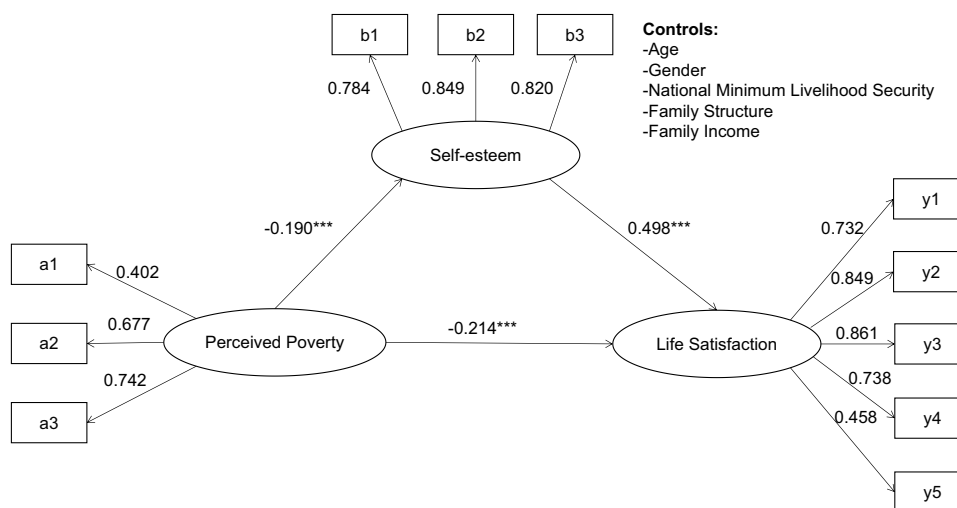 b1
b2
b3
Controls:
-Age
-Gender
-National Minimum Livelihood Security
-Family Structure
-Family Income
0.784
0.849
0.820
Self-esteem
y1
-0.190***
0.498***
0.732
a1
0.402
y2
0.849
a2
0.677
Perceived Poverty
-0.214***
Life Satisfaction
0.861
y3
0.742
0.738
a3
y4
0.458
y5